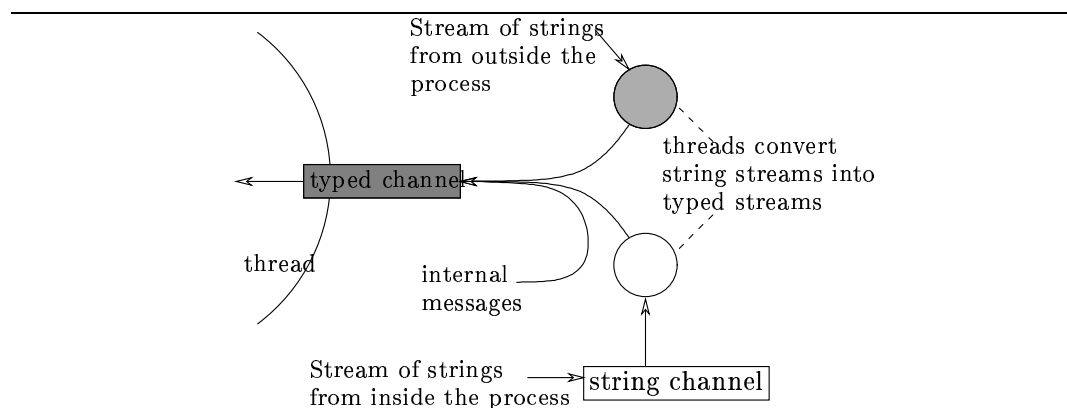 Stream of strings
from outside the
process
threads convert
string streams into
typed streams
typed channel
thread
internal
messages
Stream of strings
from inside the process
string channel